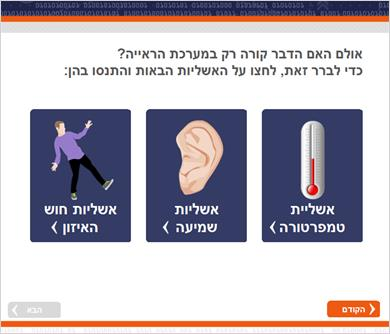 אולם האם הדבר קורה רק במערכת הראייה?
כדי לברר זאת, לחצו על האשליות הבאות והתנסו בהן:
אשליית
טמפרטורה
אשליות
שמיעה
אשליות חוש
האיזון
הקודם
הבא